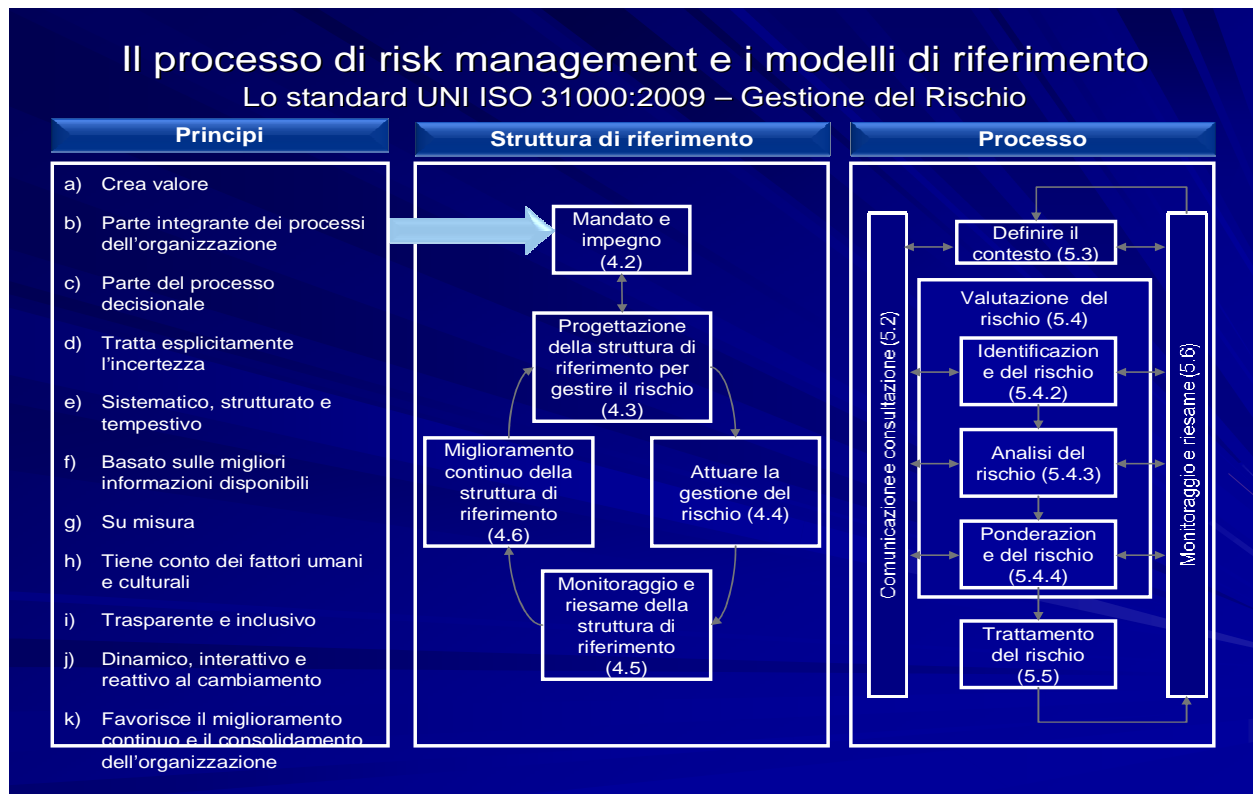 Il processo di risk management e i modelli di riferimento
Lo standard UNI ISO 31000:2009 – Gestione del Rischio
Principi
a) Crea valore
b) Parte integrante dei processi
dell'organizzazione
c) Parte del processo
decisionale
d) Tratta esplicitamente
l'incertezza
e) Sistematico, strutturato e
tempestivo
f) Basato sulle migliori
informazioni disponibili
g) Su misura
h) Tiene conto dei fattori umani
e culturali
i) Trasparente e inclusivo
j) Dinamico, interattivo e
reattivo al cambiamento
k) Favorisce il miglioramento
continuo e il consolidamento
dell'organizzazione
Struttura di riferimento
Mandato e
impegno
(4.2)
Progettazione
della struttura di
riferimento per
gestire il rischio
(4.3)
Miglioramento
continuo della
struttura di
riferimento
(4.6)
Attuare la
gestione del
rischio (4.4)
Monitoraggio e
riesame della
struttura di
riferimento
(4.5)
Processo
Comunicazione e consultazione (5.2)
Definire il
contesto (5.3)
Valutazione del
rischio (5.4)
Identificazion
e del rischio
(5.4.2)
Analisi del
rischio (5.4.3)
Ponderazion
e del rischio
(5.4.4)
Trattamento
del rischio
(5.5)
Monitoraggio e riesame (5.6)